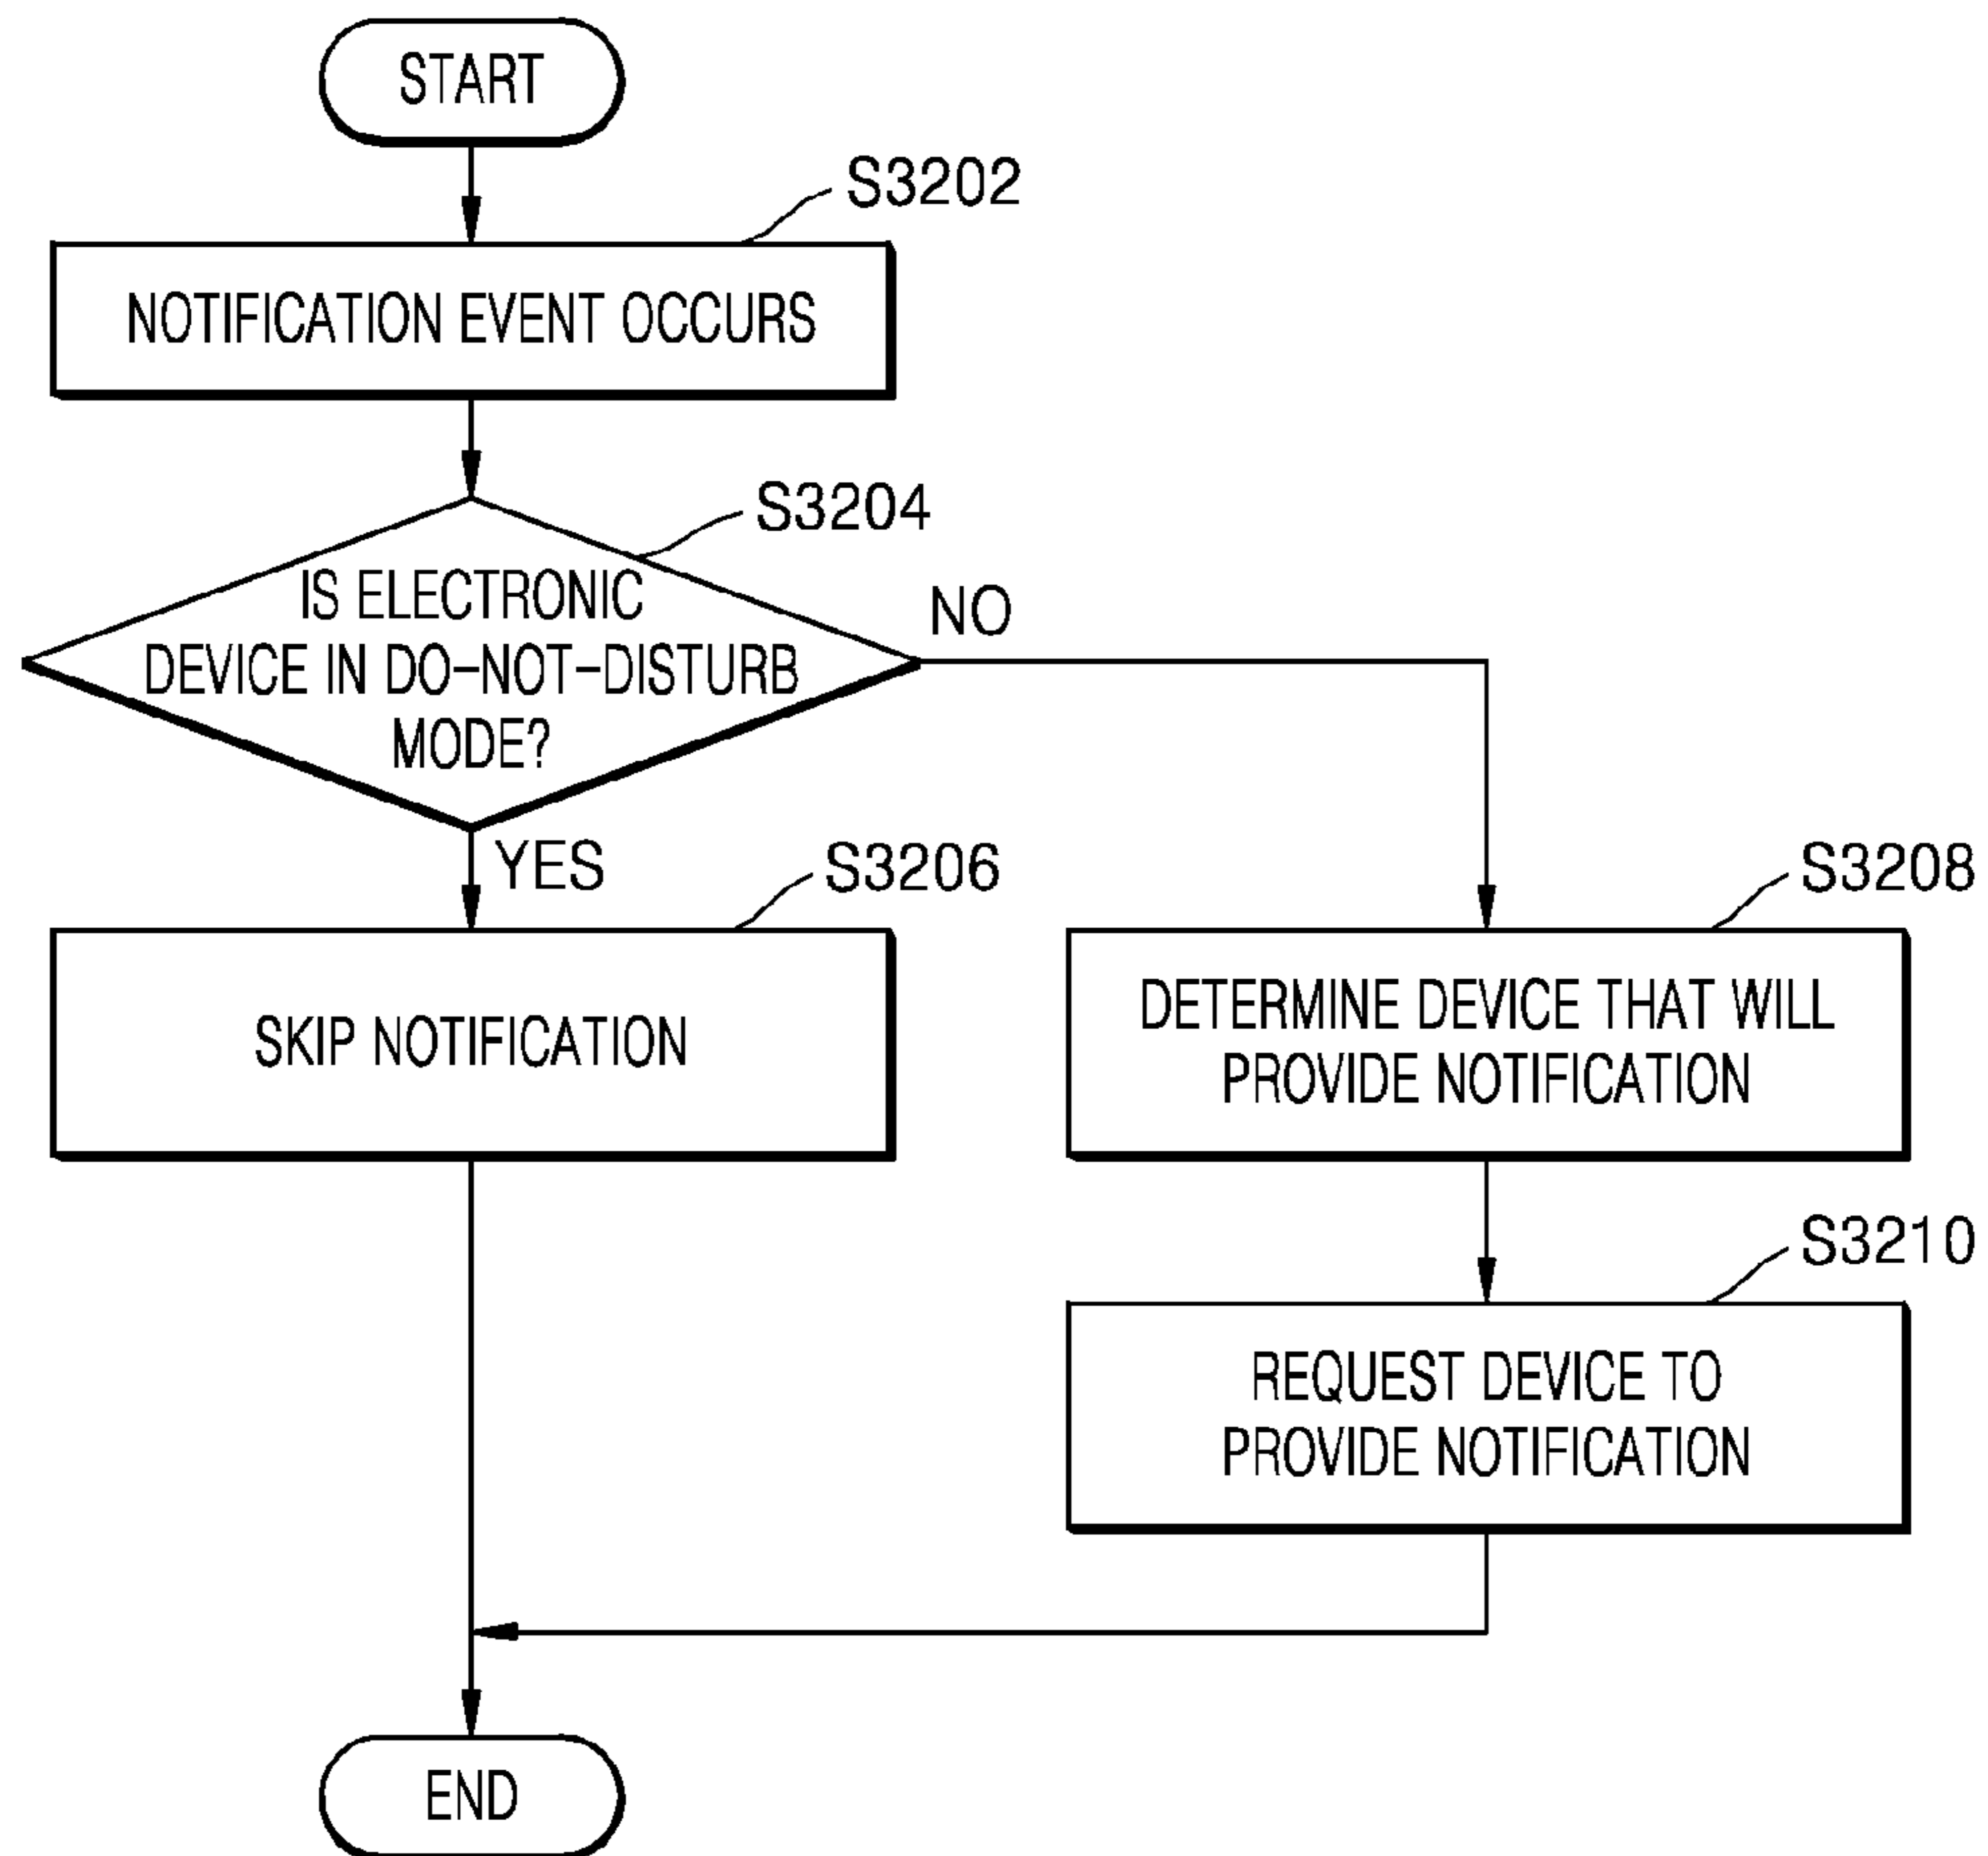 START
S3202
NOTIFICATION EVENT OCCURS
S3204
IS ELECTRONIC
DEVICE IN DO-NOT-DISTURB
MODE?
NO
YES
S3206
SKIP NOTIFICATION
S3208
DETERMINE DEVICE THAT WILL
PROVIDE NOTIFICATION
S3210
REQUEST DEVICE TO
PROVIDE NOTIFICATION
END